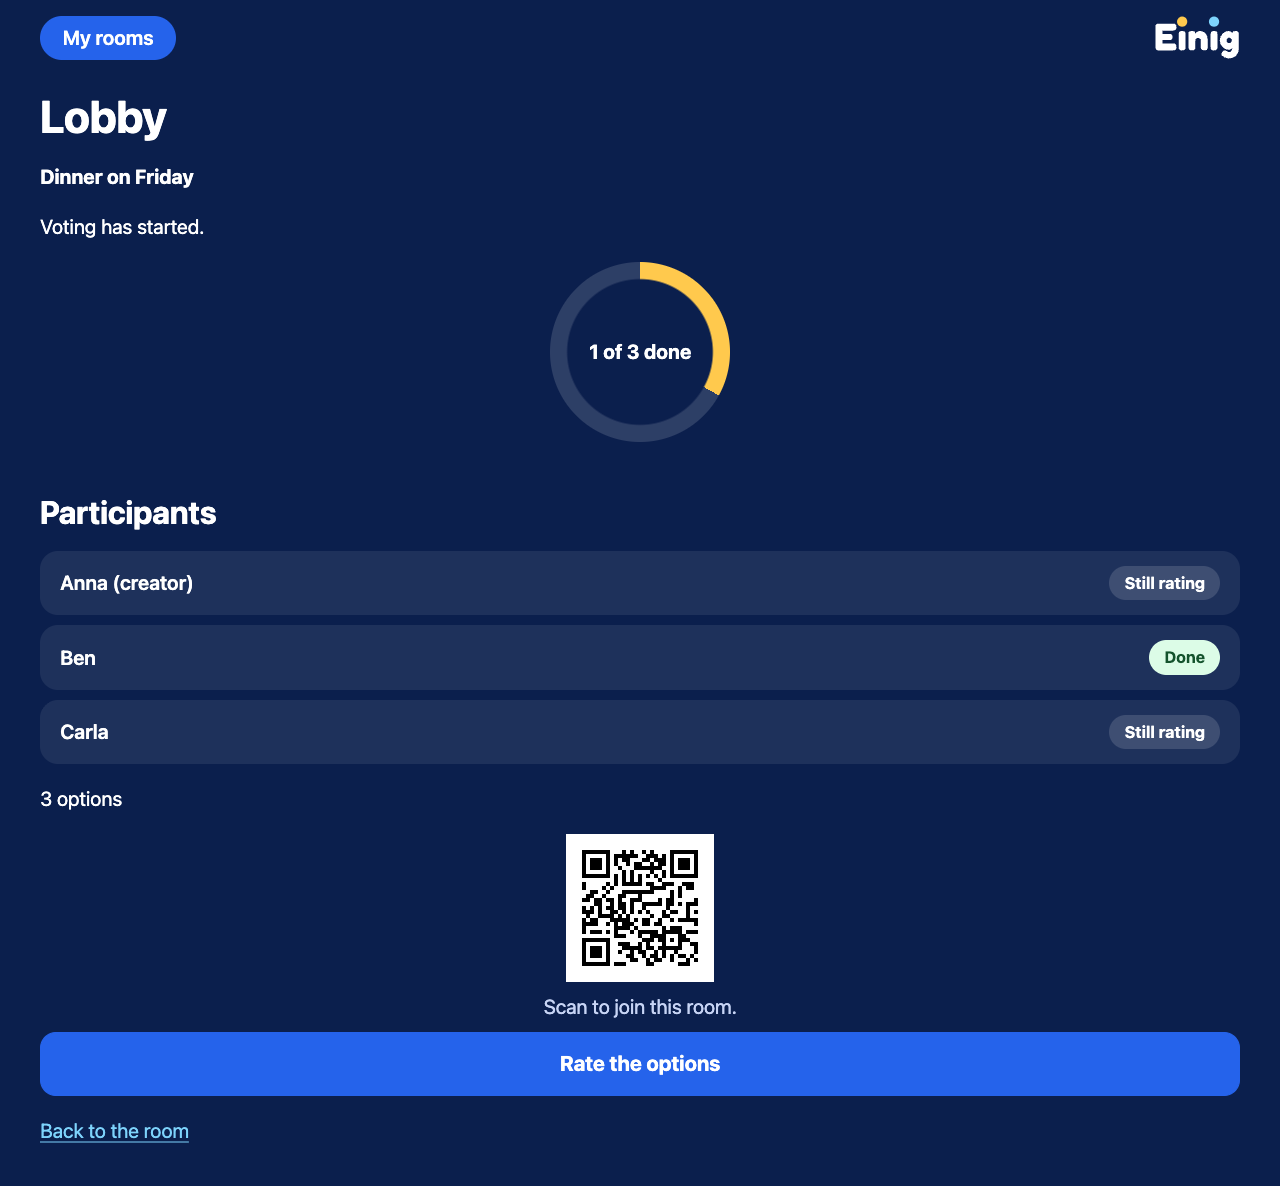 My rooms
Einig
Lobby
Dinner on Friday
Voting has started.
1 of 3 done
Participants
Anna (creator)
Still rating
Ben
Done
Carla
Still rating
3 options
Scan to join this room.
Rate the options
Back to the room